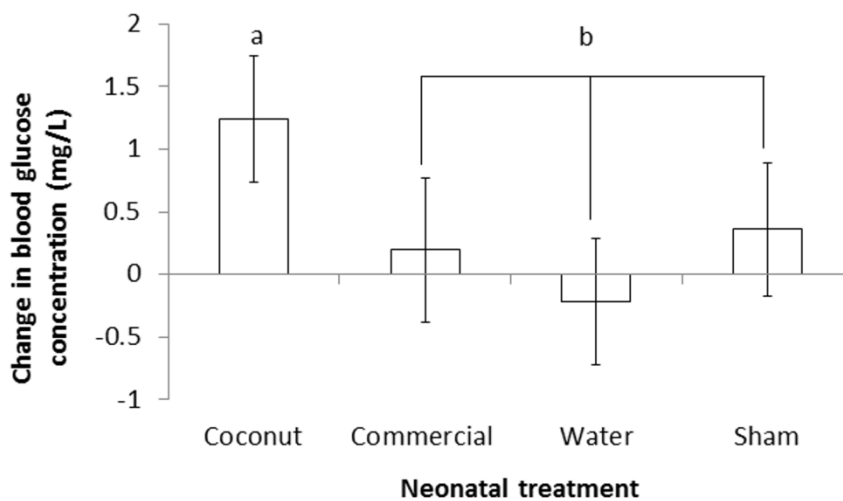 2
1.5
1
0.5
0
-0.5
-1
Change in blood glucose
concentration (mg/L)
a
b
Coconut Commercial Water Sham
Neonatal treatment